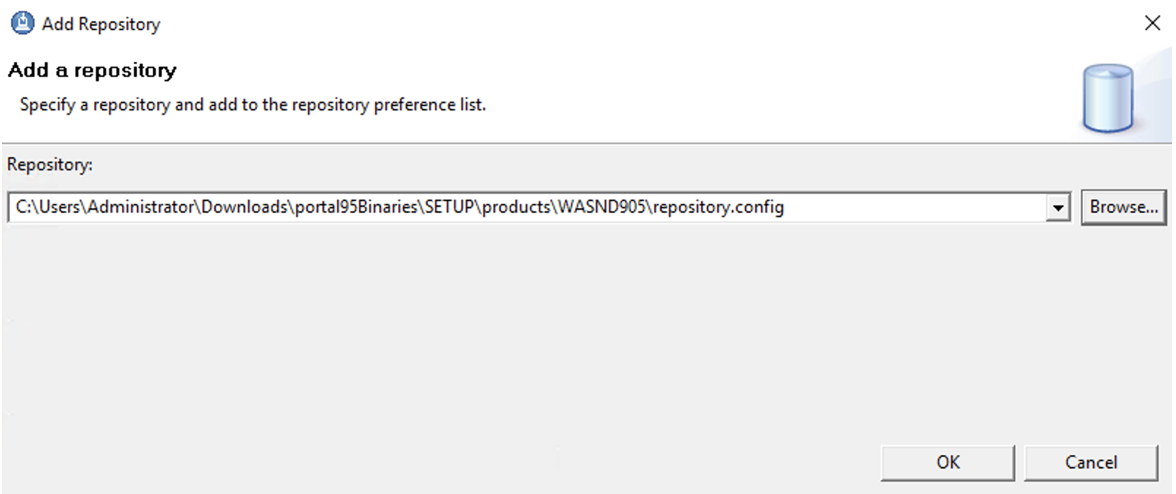 Add Repository
Add a repository
Specify a repository and add to the repository preference list.
Repository:
C:\Users\Administrator\Downloads\portal95Binaries\SETUP\products\WASND905\repository.config
Browse...
OK
Cancel